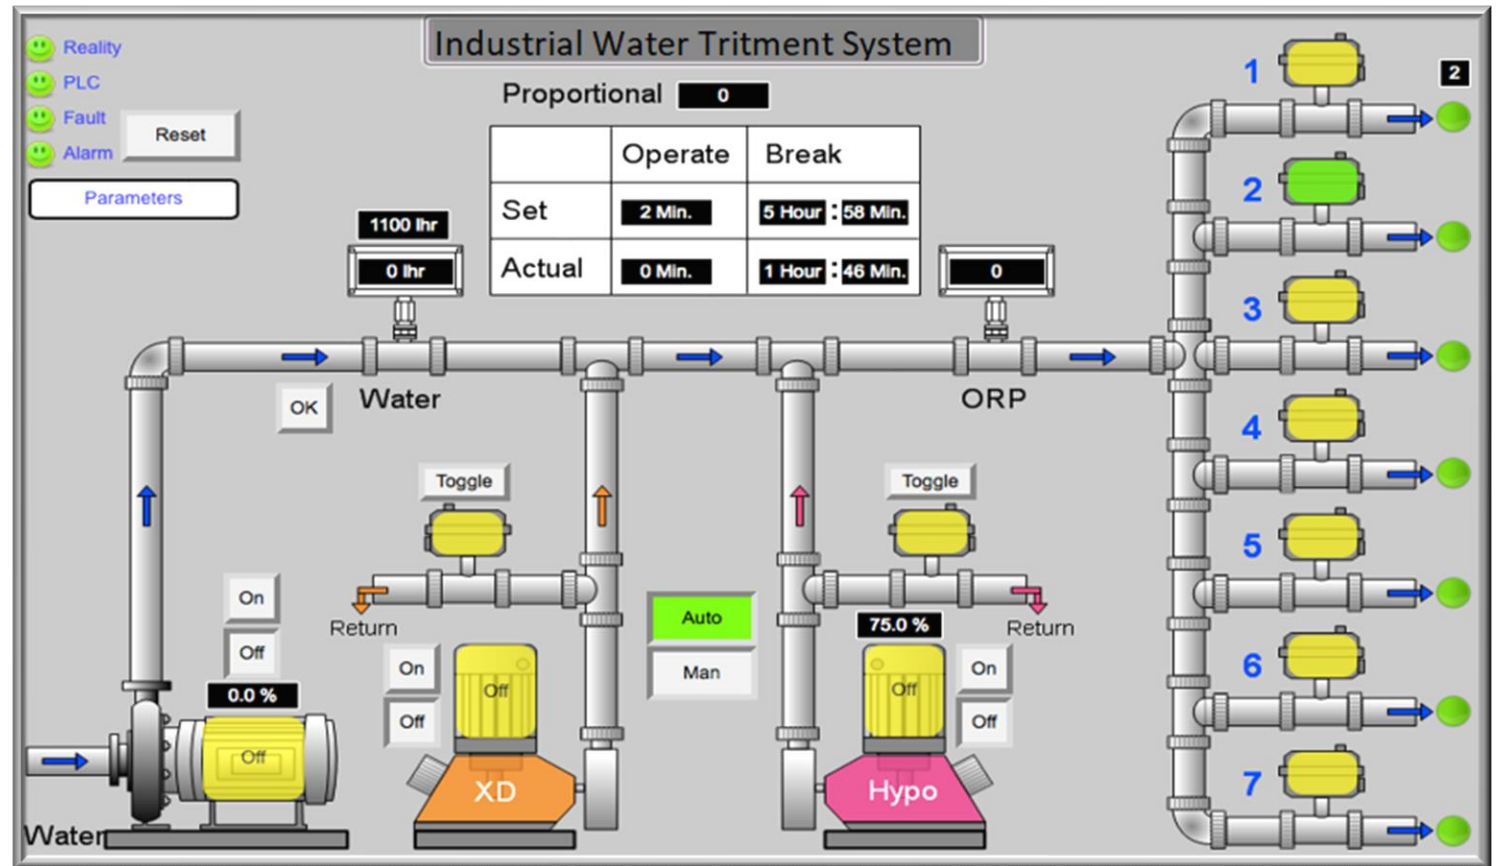 Industrial Water Tritment System
Reality
PLC
Fault
Alarm
Reset
Parameters
Proportional 0
Operate Break
Set 2 Min. 5 Hour : 58 Min.
Actual 0 Min. 1 Hour : 46 Min.
1100 lhr
0 lhr
0
OK
Water
ORP
Toggle
Toggle
Return
Return
On
Off
0.0 %
Off
Water
On
Off
Off
XD
Auto
Man
75.0 %
Off
On
Off
Hypo
1
2
2
3
4
5
6
7